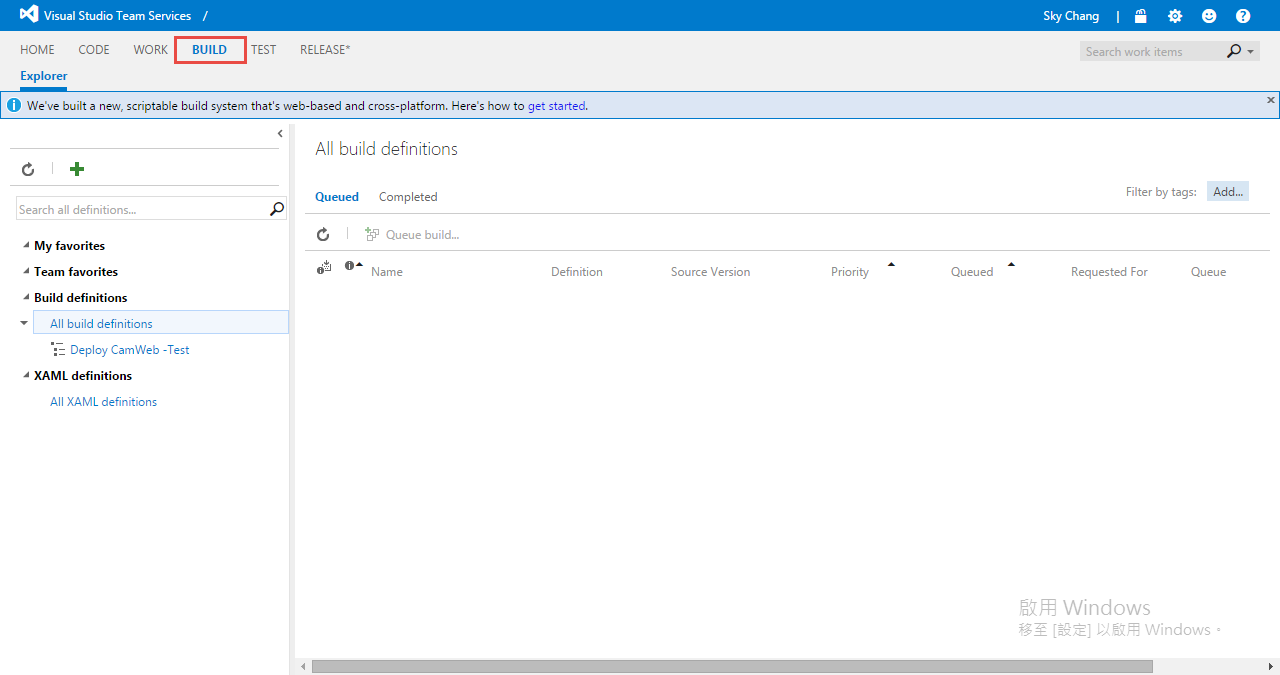 Visual Studio Team Services /
Sky Chang |
HOME CODE WORK BUILD TEST RELEASE*
Search work items
Explorer
We've built a new, scriptable build system that's web-based and cross-platform. Here's how to get started.
All build definitions
Queued Completed
Filter by tags: Add...
Search all definitions...
Queue build...
My favorites
Team favorites
Build definitions
All build definitions
Deploy CamWeb -Test
XAML definitions
All XAML definitions
Name Definition Source Version Priority Queued Requested For Queue
啟用 Windows
移至 [設定] 以啟用 Windows。